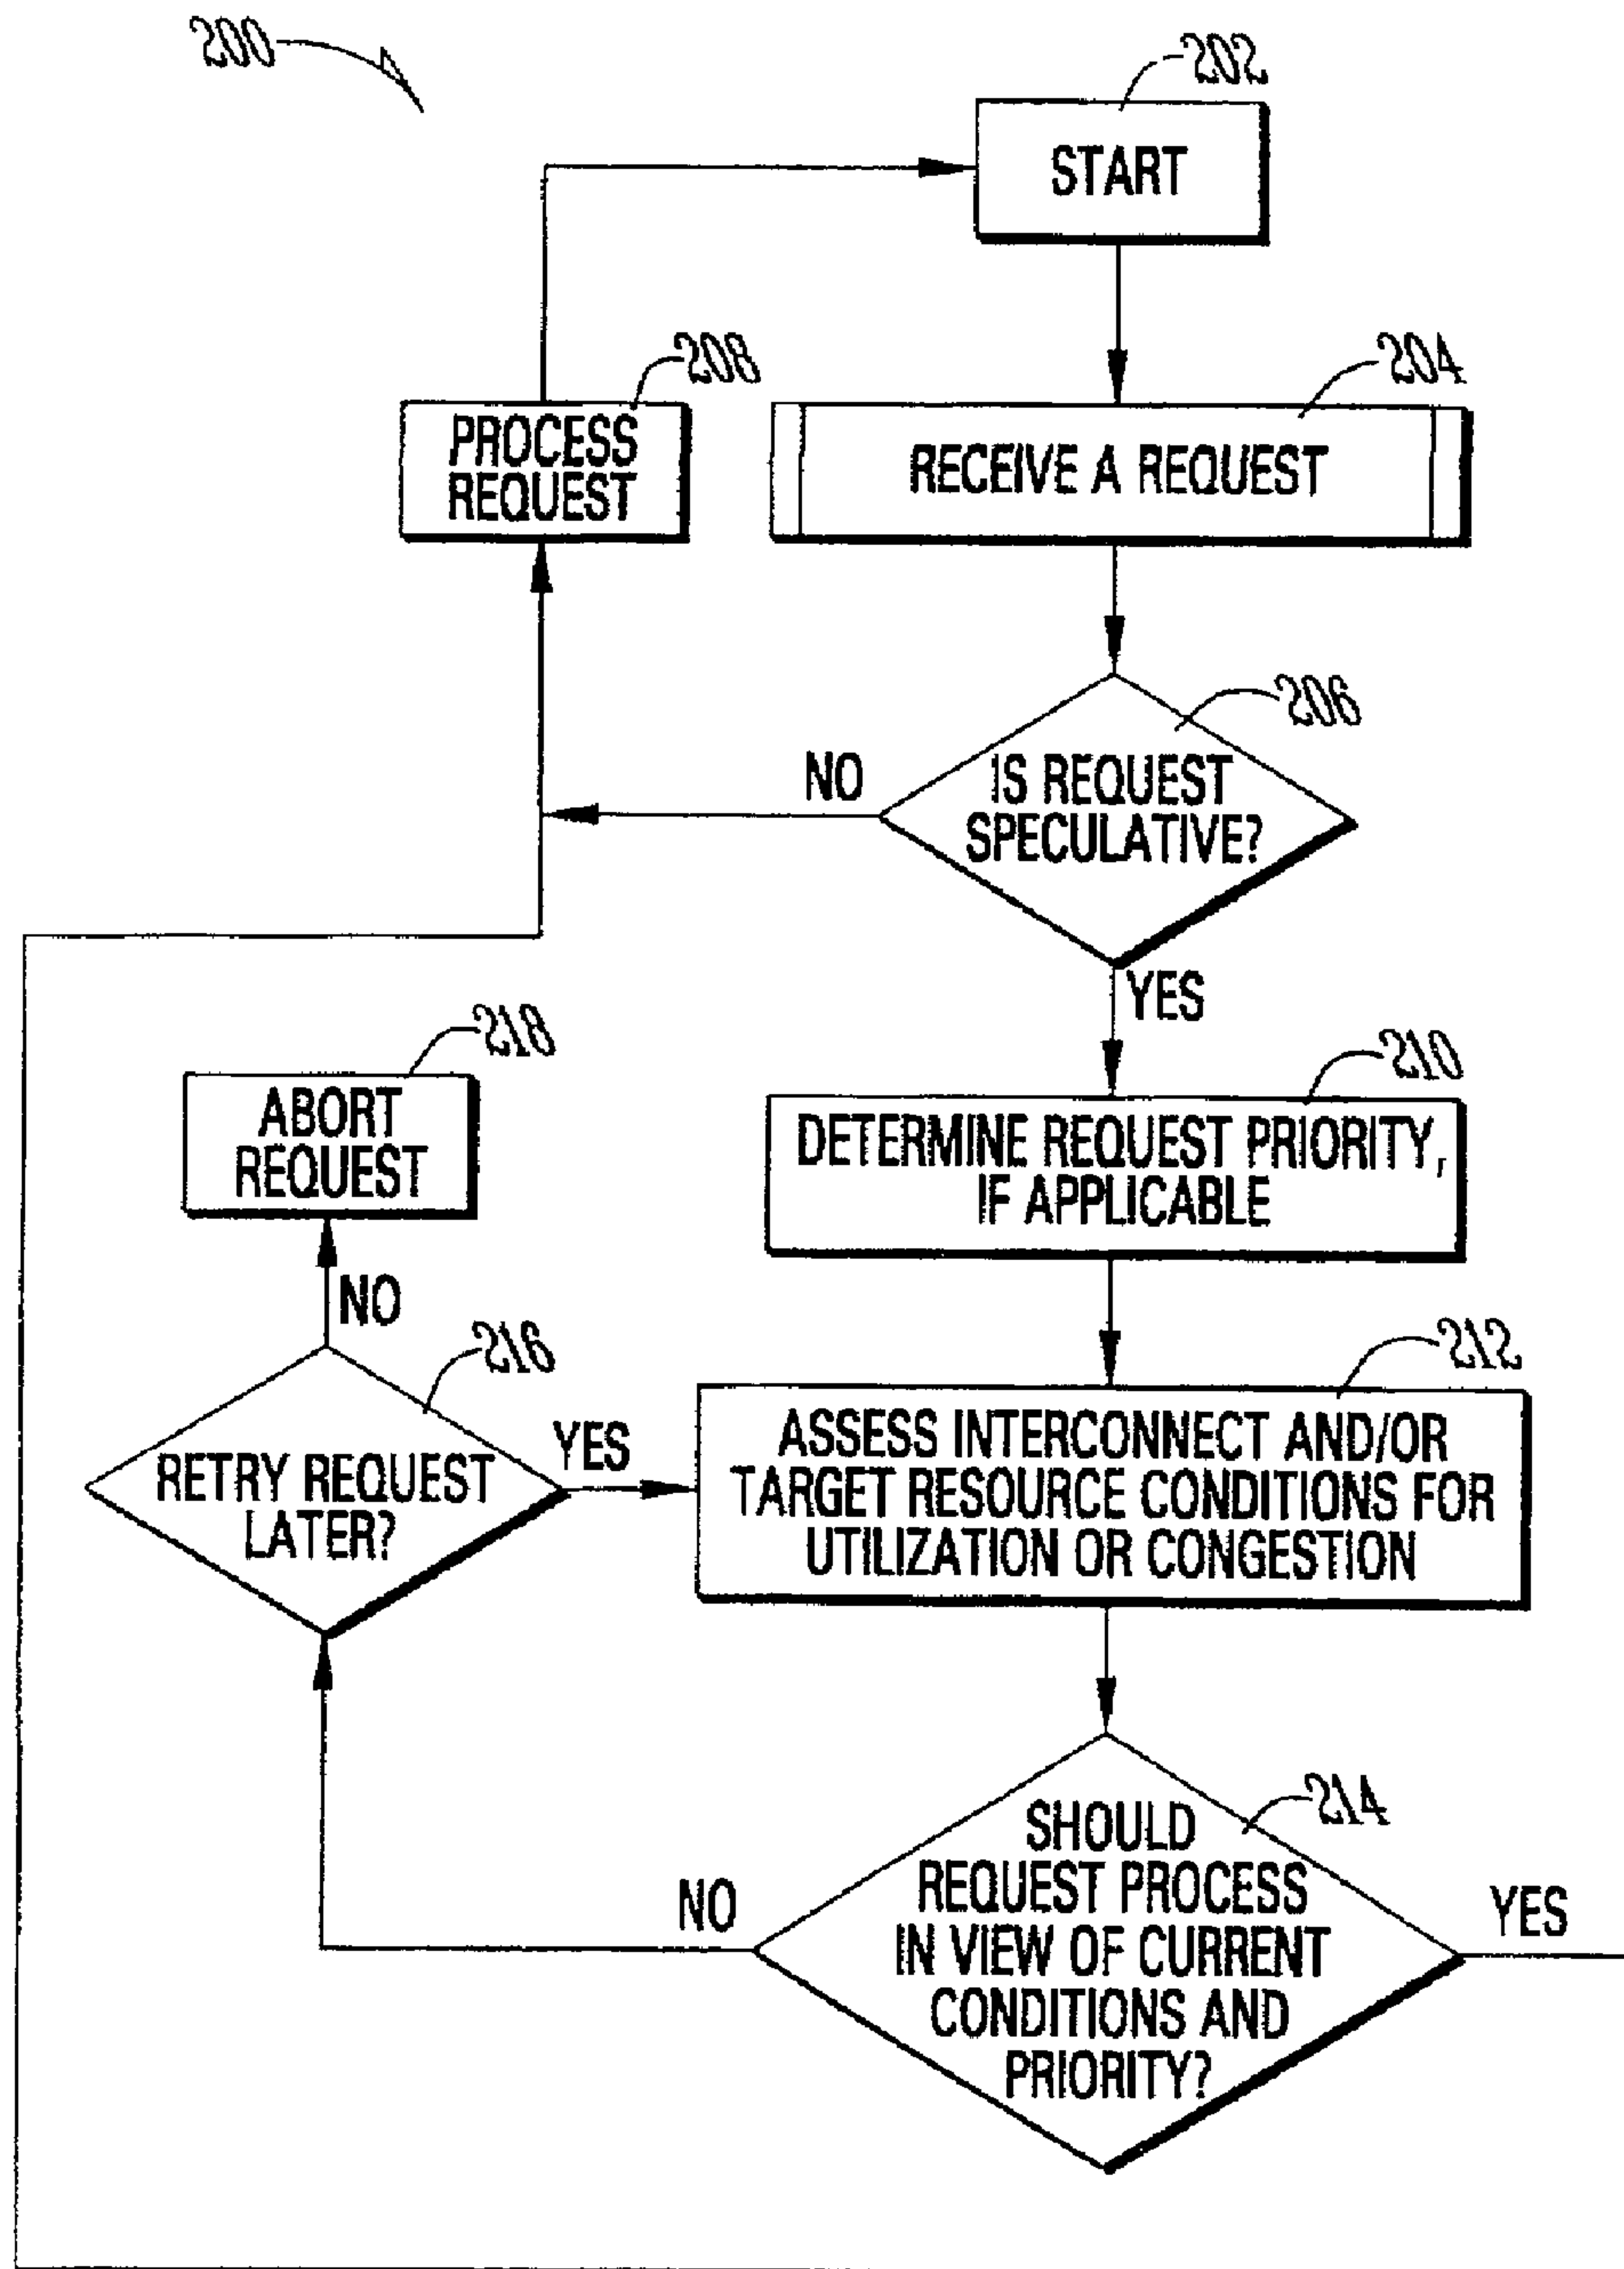 200
202
START
208
PROCESS
REQUEST
204
RECEIVE A REQUEST
206
IS REQUEST
SPECULATIVE?
NO
YES
218
ABORT
REQUEST
210
DETERMINE REQUEST PRIORITY,
IF APPLICABLE
NO
216
RETRY REQUEST
LATER?
YES
212
ASSESS INTERCONNECT AND/OR
TARGET RESOURCE CONDITIONS FOR
UTILIZATION OR CONGESTION
214
SHOULD
REQUEST PROCESS
IN VIEW OF CURRENT
CONDITIONS AND
PRIORITY?
NO
YES